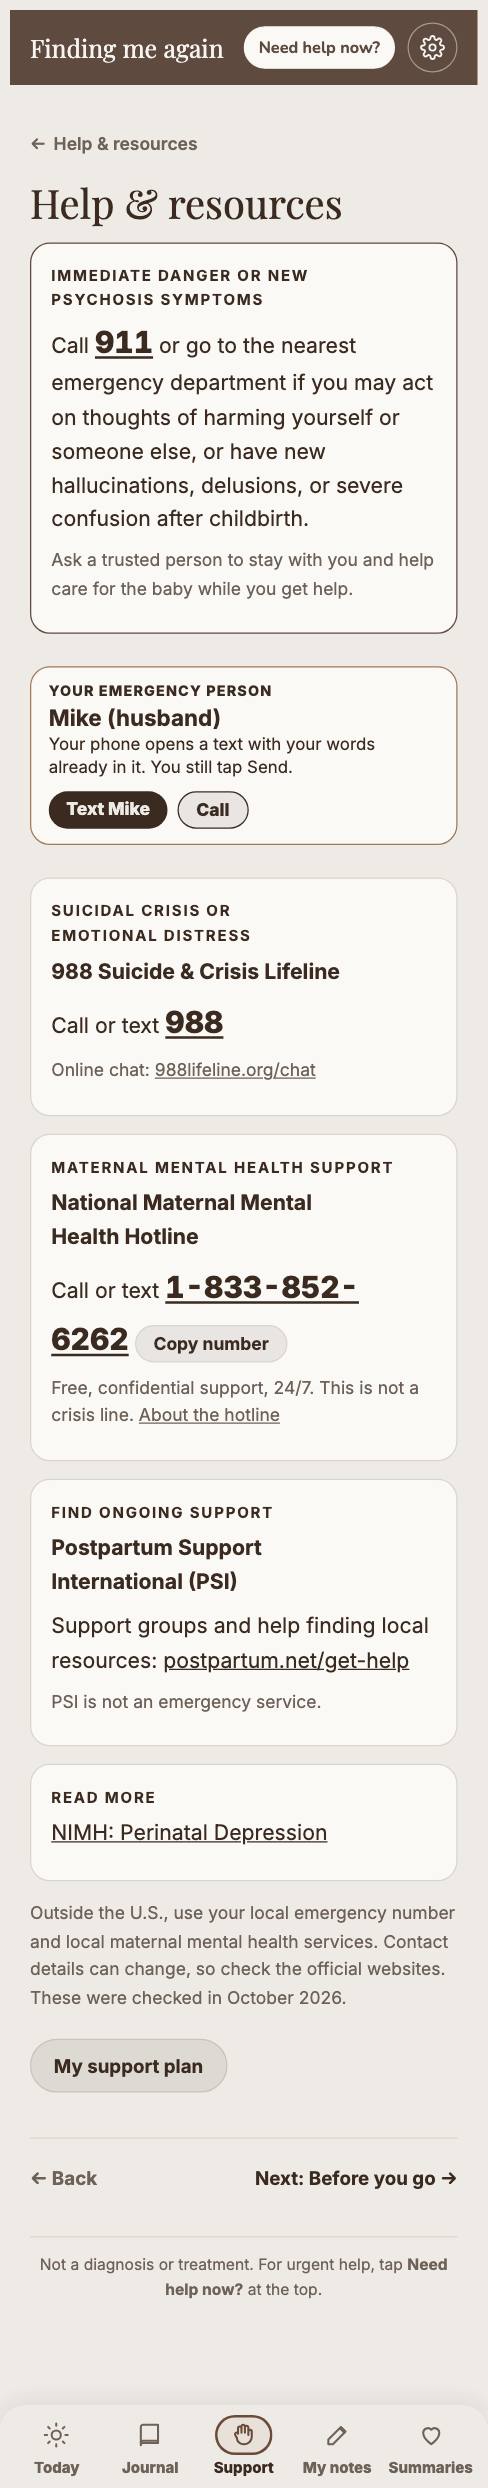 Finding me again
Need help now?
← Help & resources
Help & resources
IMMEDIATE DANGER OR NEW
PSYCHOSIS SYMPTOMS
Call 911 or go to the nearest
emergency department if you may act
on thoughts of harming yourself or
someone else, or have new
hallucinations, delusions, or severe
confusion after childbirth.
Ask a trusted person to stay with you and help
care for the baby while you get help.
YOUR EMERGENCY PERSON
Mike (husband)
Your phone opens a text with your words
already in it. You still tap Send.
Text Mike
Call
SUICIDAL CRISIS OR
EMOTIONAL DISTRESS
988 Suicide & Crisis Lifeline
Call or text 988
Online chat: 988lifeline.org/chat
MATERNAL MENTAL HEALTH SUPPORT
National Maternal Mental
Health Hotline
Call or text 1-833-852-
6262 Copy number
Free, confidential support, 24/7. This is not a
crisis line. About the hotline
FIND ONGOING SUPPORT
Postpartum Support
International (PSI)
Support groups and help finding local
resources: postpartum.net/get-help
PSI is not an emergency service.
READ MORE
NIMH: Perinatal Depression
Outside the U.S., use your local emergency number
and local maternal mental health services. Contact
details can change, so check the official websites.
These were checked in October 2026.
My support plan
← Back
Next: Before you go →
Not a diagnosis or treatment. For urgent help, tap Need
help now? at the top.
Today
Journal
Support
My notes
Summaries